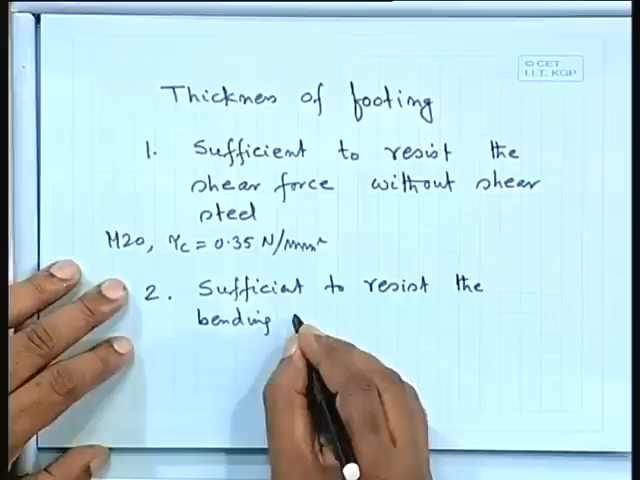 © CET
I.I.T. KGP
Thickness of footing
1. Sufficient to resist the
shear force without shear
steel
M20, τc = 0.35 N/mm²
2. Sufficient to resist the
bending